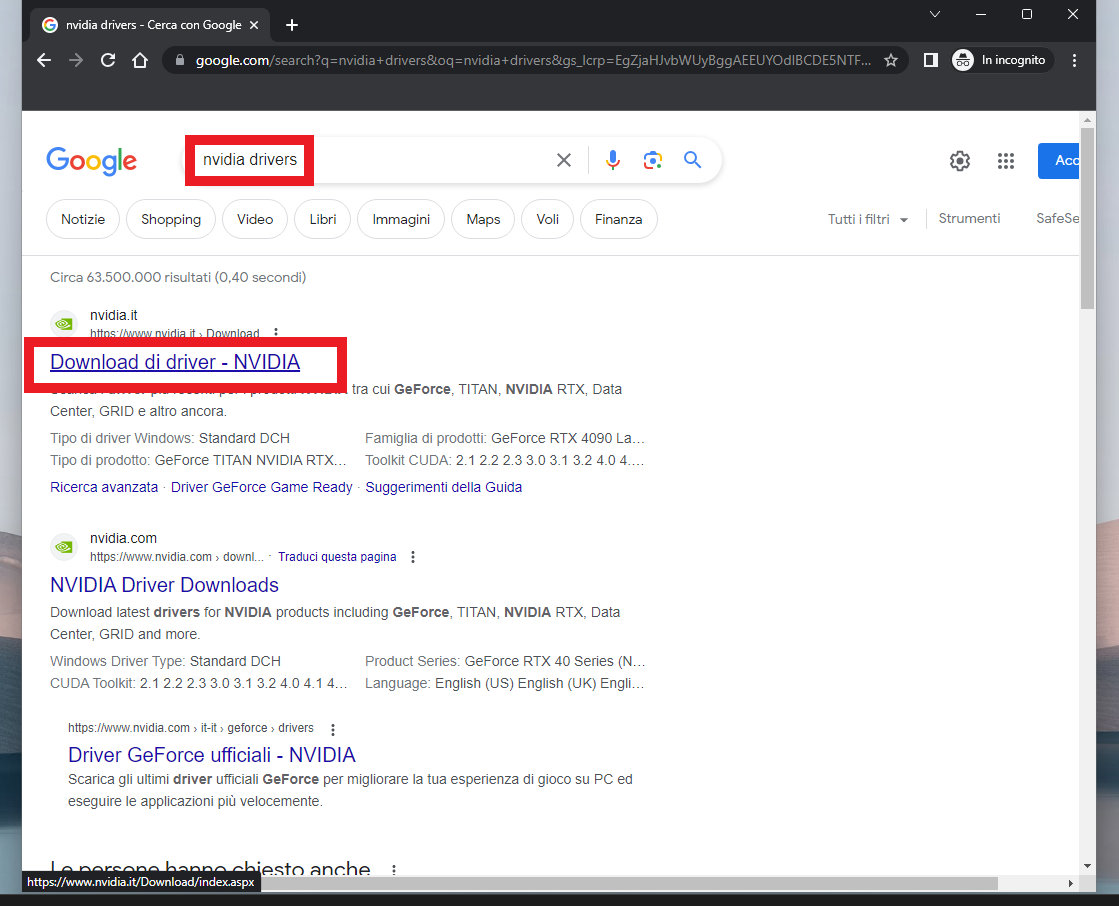 nvidia drivers - Cerca con Google
google.com/search?q=nvidia+drivers&oq=nvidia+drivers&gs_lcrp=EgZjaHJvbWUyBggAEEUYOdIBCDE5NTF...
In incognito
Google
nvidia drivers
Acc
Notizie
Shopping
Video
Libri
Immagini
Maps
Voli
Finanza
Tutti i filtri
Strumenti
SafeSe
Circa 63.500.000 risultati (0,40 secondi)
nvidia.it
https://www.nvidia.it › Download
Download di driver - NVIDIA
tra cui GeForce, TITAN, NVIDIA RTX, Data
Center, GRID e altro ancora.
Tipo di driver Windows: Standard DCH
Famiglia di prodotti: GeForce RTX 4090 La...
Tipo di prodotto: GeForce TITAN NVIDIA RTX...
Toolkit CUDA: 2.1 2.2 2.3 3.0 3.1 3.2 4.0 4....
Ricerca avanzata · Driver GeForce Game Ready · Suggerimenti della Guida
nvidia.com
https://www.nvidia.com › downl... · Traduci questa pagina
NVIDIA Driver Downloads
Download latest drivers for NVIDIA products including GeForce, TITAN, NVIDIA RTX, Data
Center, GRID and more.
Windows Driver Type: Standard DCH
Product Series: GeForce RTX 40 Series (N...
CUDA Toolkit: 2.1 2.2 2.3 3.0 3.1 3.2 4.0 4.1 4...
Language: English (US) English (UK) Engli...
https://www.nvidia.com › it-it › geforce › drivers
Driver GeForce ufficiali - NVIDIA
Scarica gli ultimi driver ufficiali GeForce per migliorare la tua esperienza di gioco su PC ed
eseguire le applicazioni più velocemente.
Le persone hanno chiesto anche
https://www.nvidia.it/Download/index.aspx